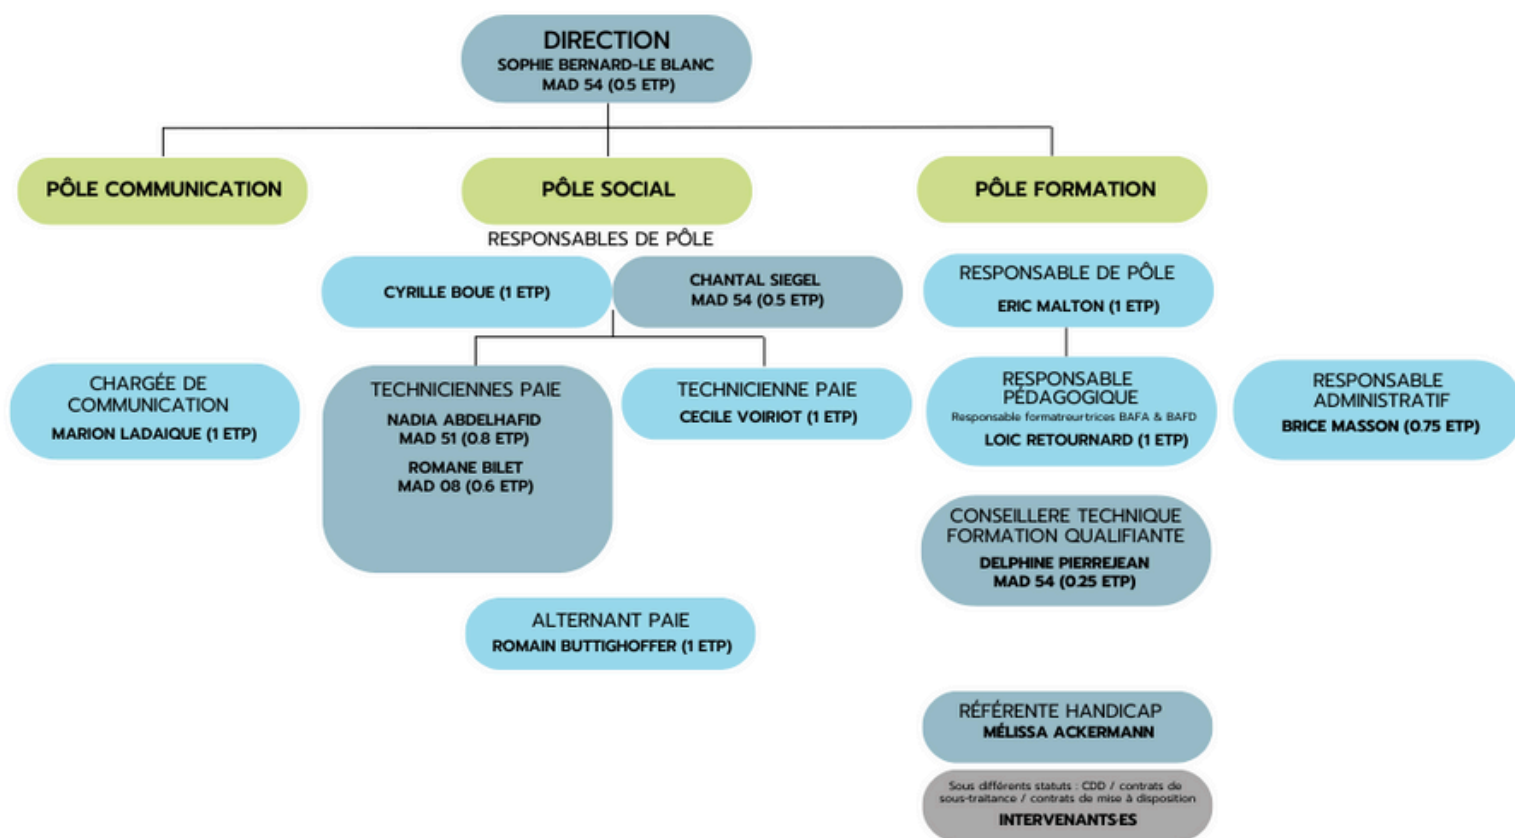 DIRECTION
SOPHIE BERNARD-LE BLANC
MAD 54 (0.5 ETP)
PÔLE COMMUNICATION
PÔLE SOCIAL
PÔLE FORMATION
RESPONSABLES DE PÔLE
CYRILLE BOUE (1 ETP)
CHANTAL SIEGEL
MAD 54 (0.5 ETP)
RESPONSABLE DE PÔLE
ERIC MALTON (1 ETP)
CHARGÉE DE
COMMUNICATION
MARION LADAIQUE (1 ETP)
TECHNICIENNES PAIE
NADIA ABDELHAFID
MAD 51 (0.8 ETP)
ROMANE BILET
MAD 08 (0.6 ETP)
TECHNICIENNE PAIE
CECILE VOIRIOT (1 ETP)
RESPONSABLE
PÉDAGOGIQUE
Responsable formatreurtrices BAFA & BAFD
LOIC RETOURNARD (1 ETP)
RESPONSABLE
ADMINISTRATIF
BRICE MASSON (0.75 ETP)
CONSEILLERE TECHNIQUE
FORMATION QUALIFIANTE
DELPHINE PIERREJEAN
MAD 54 (0.25 ETP)
ALTERNANT PAIE
ROMAIN BUTTIGHOFFER (1 ETP)
RÉFÉRENTE HANDICAP
MÉLISSA ACKERMANN
Sous différents statuts : CDD / contrats de
sous-traitance / contrats de mise à disposition
INTERVENANTS·ES